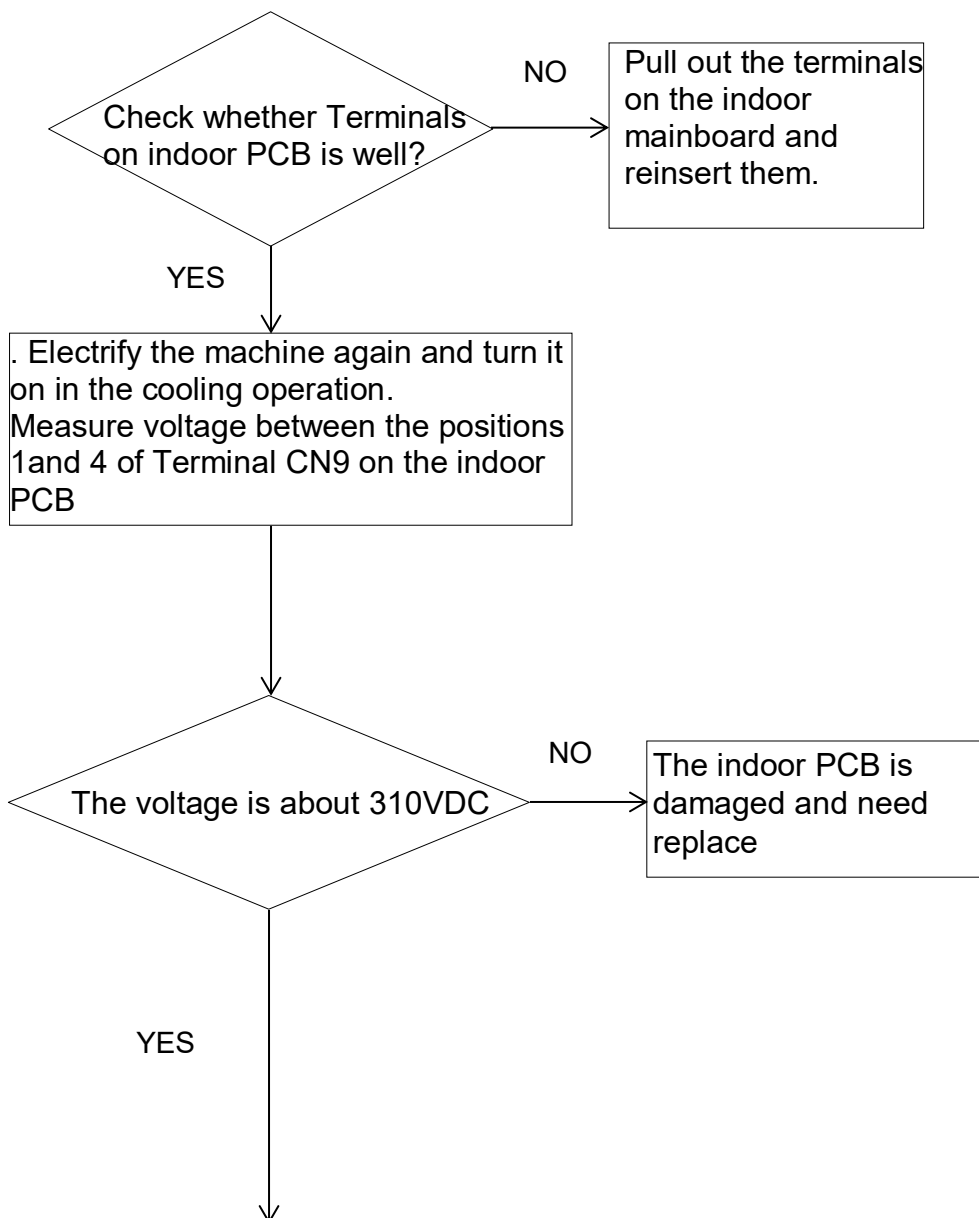 Check whether Terminals
on indoor PCB is well?
NO
Pull out the terminals
on the indoor
mainboard and
reinsert them.
YES
. Electrify the machine again and turn it
on in the cooling operation.
Measure voltage between the positions
1and 4 of Terminal CN9 on the indoor
PCB
The voltage is about 310VDC
NO
The indoor PCB is
damaged and need
replace
YES